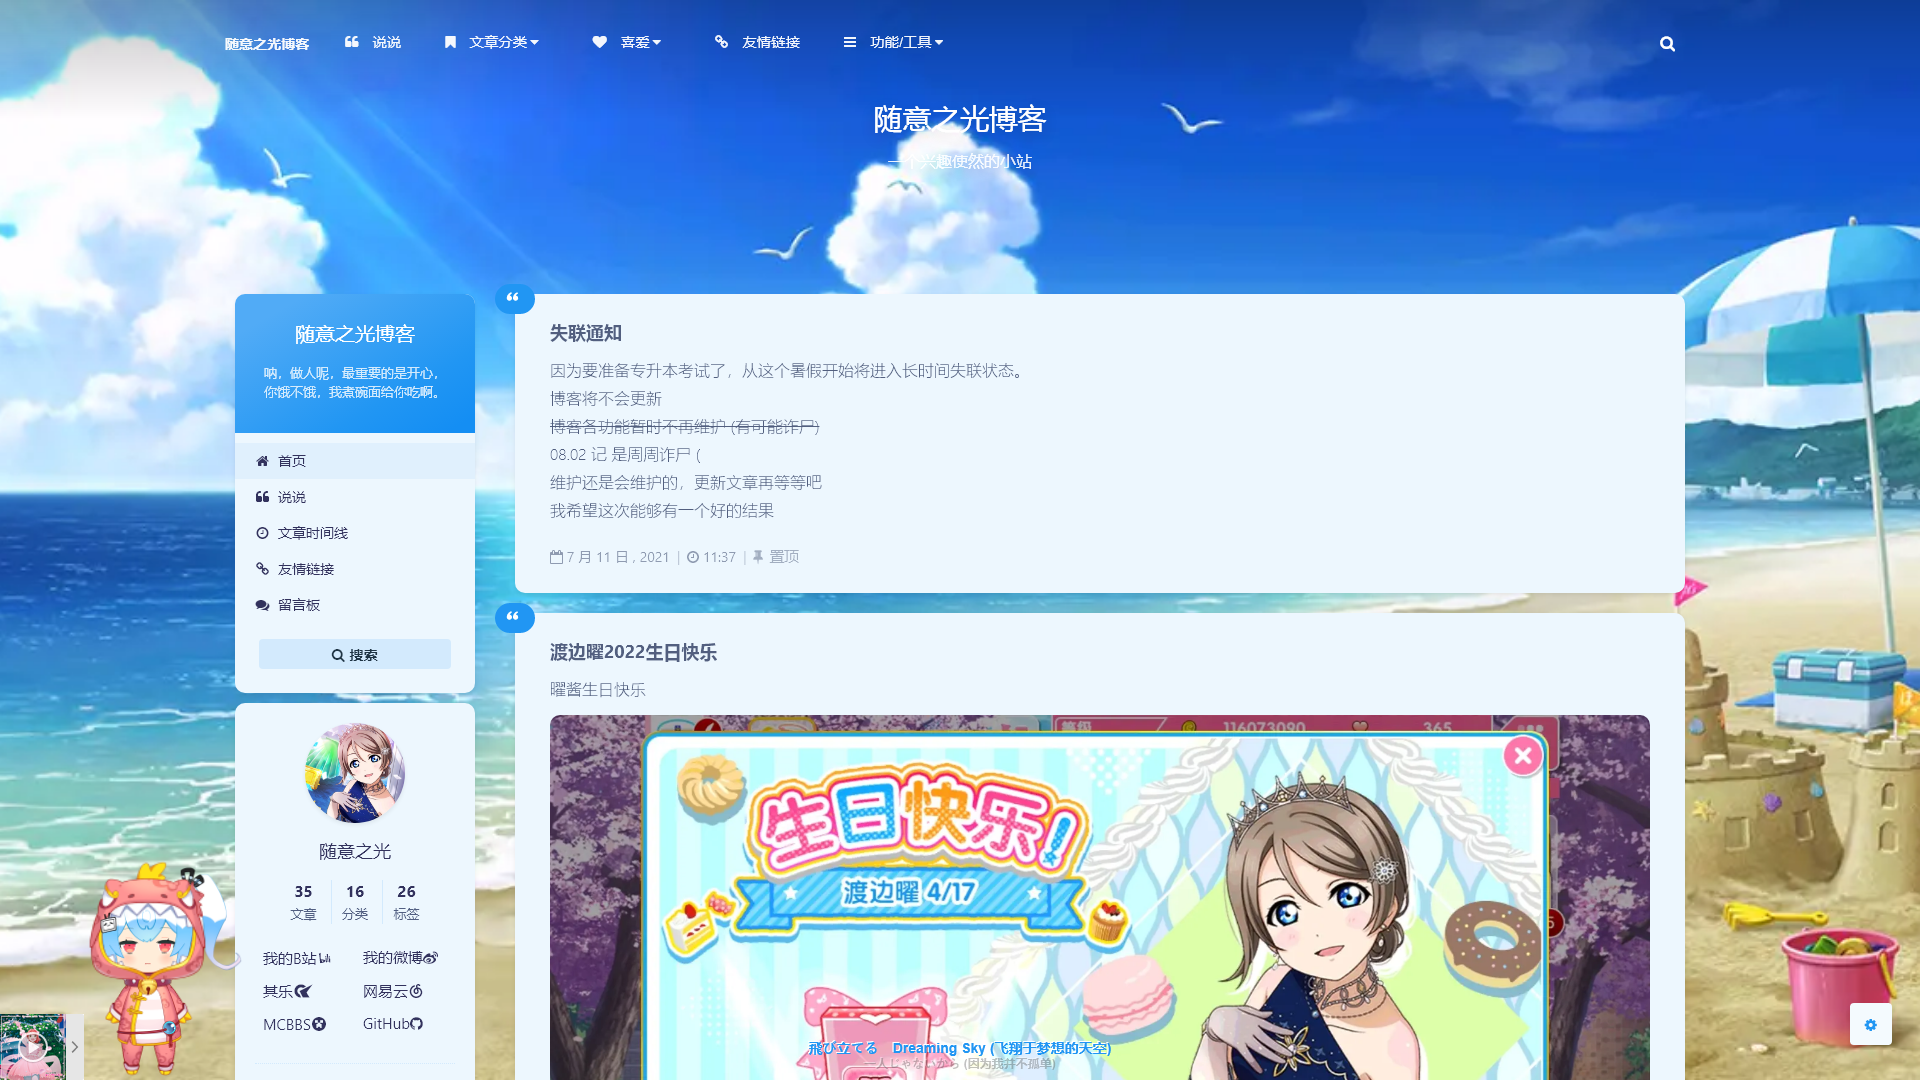 随意之光博客
说说
文章分类
喜爱
友情链接
功能/工具
随意之光博客
一个兴趣使然的小站
随意之光博客
呐，做人呢，最重要的是开心，
你饿不饿，我煮碗面给你吃啊。
首页
说说
文章时间线
友情链接
留言板
搜索
随意之光
35 16 26
文章 分类 标签
我的B站 我的微博
其乐 网易云
MCBBS GitHub
失联通知
因为要准备专升本考试了，从这个暑假开始将进入长时间失联状态。
博客将不会更新
博客各功能暂时不再维护 (有可能诈尸)
08.02 记 是周周诈尸 (
维护还是会维护的，更新文章再等等吧
我希望这次能够有一个好的结果
7 月 11 日 , 2021 | 11:37 | 置顶
渡边曜2022生日快乐
曜酱生日快乐
等级 116073090 365
生日快乐!
渡边曜 4/17
飛び立てる Dreaming Sky (飞翔于梦想的天空)
一人じゃないから (因为我并不孤单)